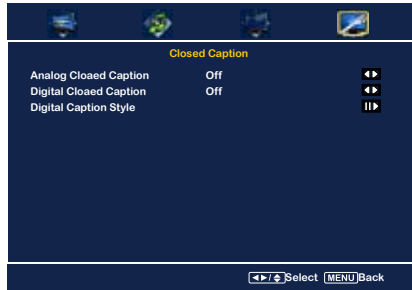 Closed Caption
Analog Cloaed Caption Off
Digital Cloaed Caption Off
Digital Caption Style
Select MENU Back